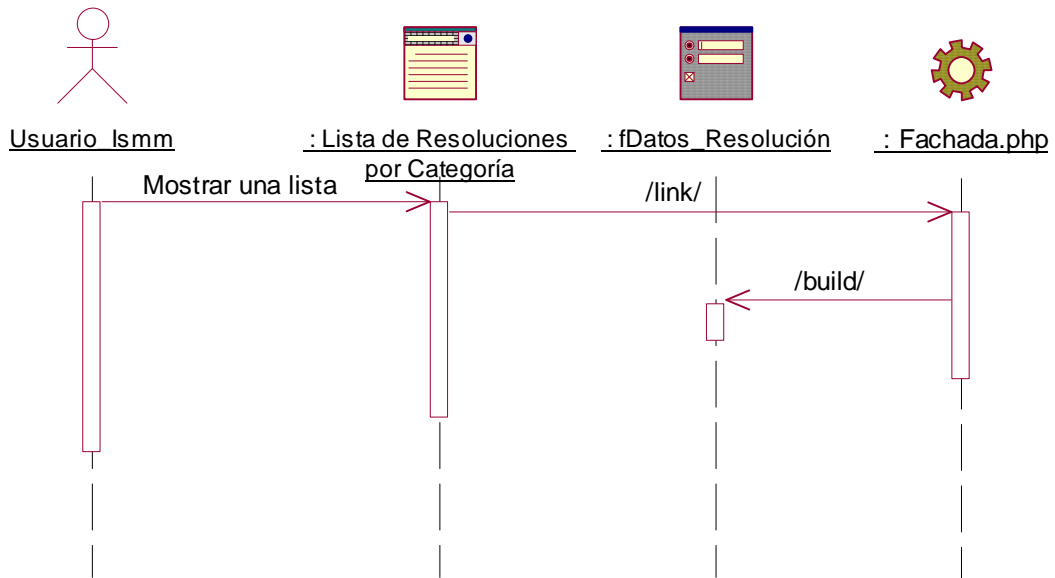 Usuario_Ismm
: Lista de Resoluciones
por Categoría
: fDatos_Resolución
: Fachada.php
Mostrar una lista
/link/
/build/